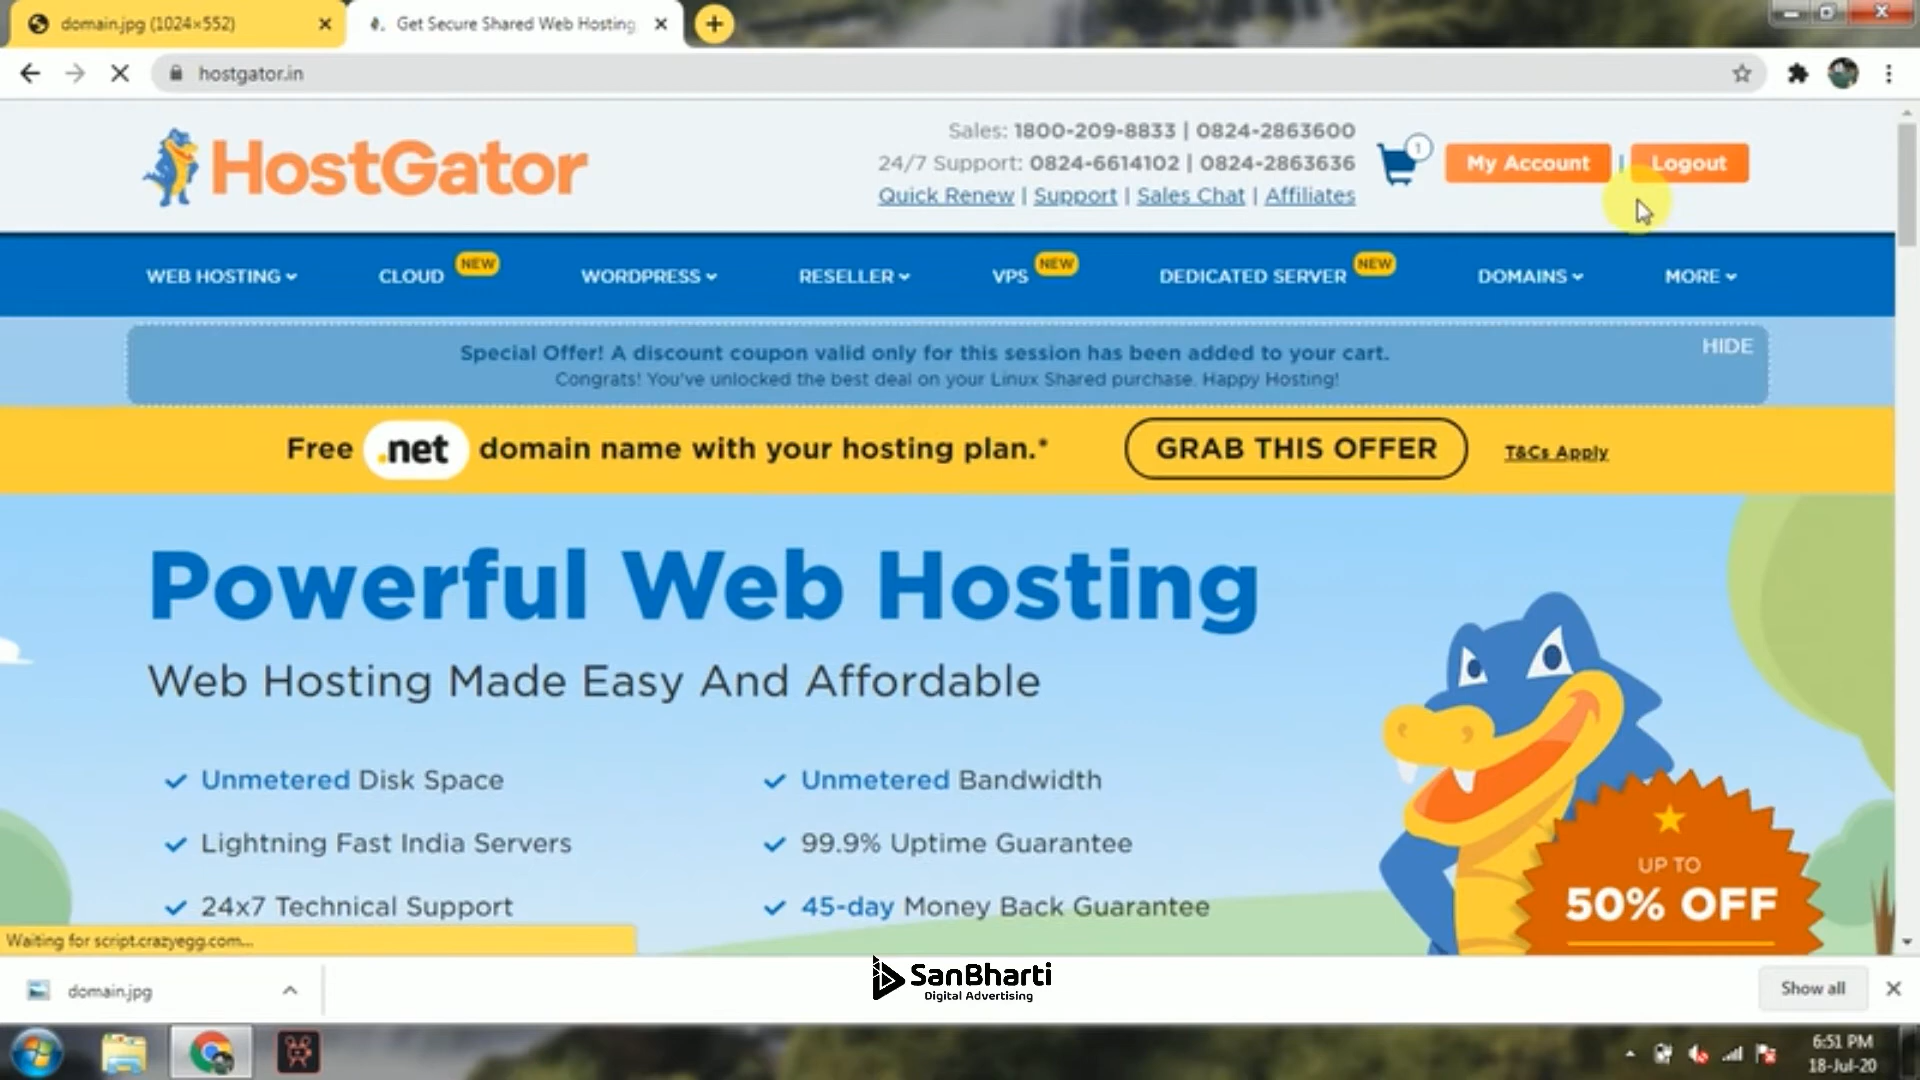 domain.jpg (1024×552)
Get Secure Shared Web Hosting
hostgator.in
HostGator
Sales: 1800-209-8833 | 0824-2863600
24/7 Support: 0824-6614102 | 0824-2863636
Quick Renew | Support | Sales Chat | Affiliates
1
My Account | Logout
WEB HOSTING
CLOUD NEW
WORDPRESS
RESELLER
VPS NEW
DEDICATED SERVER NEW
DOMAINS
MORE
Special Offer! A discount coupon valid only for this session has been added to your cart.
HIDE
Congrats! You've unlocked the best deal on your Linux Shared purchase. Happy Hosting!
Free .net domain name with your hosting plan.*
GRAB THIS OFFER
T&Cs Apply
Powerful Web Hosting
Web Hosting Made Easy And Affordable
Unmetered Disk Space
Unmetered Bandwidth
Lightning Fast India Servers
99.9% Uptime Guarantee
24x7 Technical Support
45-day Money Back Guarantee
UP TO
50% OFF
Waiting for script.crazyegg.com...
domain.jpg
SanBharti
Digital Advertising
Show all
6:51 PM
18-Jul-20